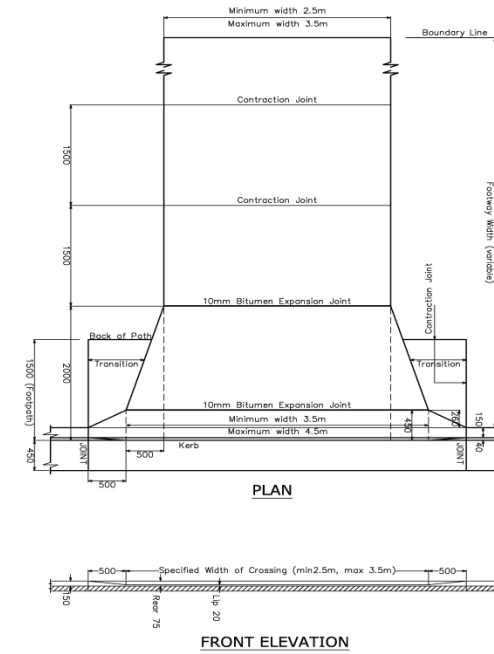 Minimum width 2.5m
Maximum width 3.5m
Boundary Line
Contraction Joint
1500
Contraction Joint
Footway Width (variable)
1500
Contraction Joint
10mm Bitumen Expansion Joint
Back of Path
2000
1500 (Footpath)
Transition
Transition
10mm Bitumen Expansion Joint
Minimum width 3.5m
Maximum width 4.5m
450
260
150
40
Kerb
500
450
JOINT
JOINT
500
PLAN
500
Specified Width of Crossing (min2.5m, max 3.5m)
500
150
Rear 75
Lip 20
FRONT ELEVATION